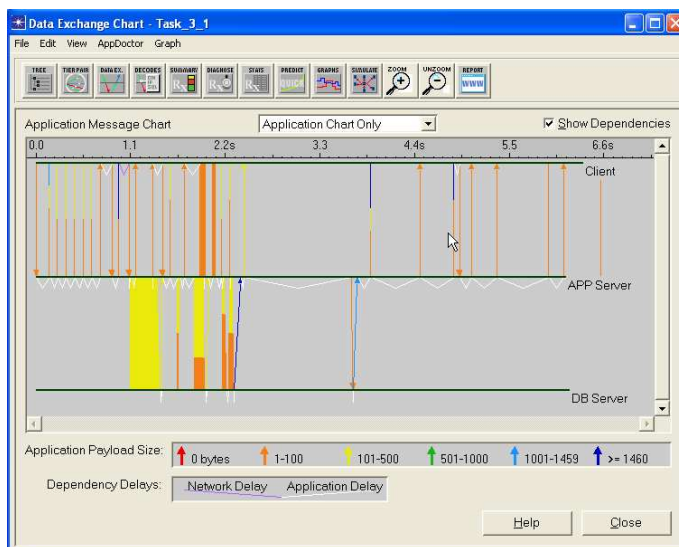 Data Exchange Chart - Task_3_1
File Edit View AppDoctor Graph
TREE TIER PAIR DATA EX. DECODES SUMMARY DIAGNOSE STATS PREDICT GRAPHS SIMULATE ZOOM UNZOOM REPORT
QUICK WWW
Application Message Chart Application Chart Only Show Dependencies
0.0 1.1 2.2s 3.3 4.4s 5.5 6.6s
Client
APP Server
DB Server
Application Payload Size: 0 bytes 1-100 101-500 501-1000 1001-1459 >= 1460
Dependency Delays: Network Delay Application Delay
Help Close